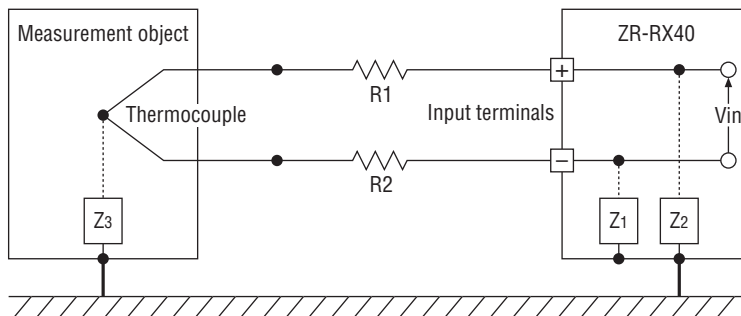 Measurement object
ZR-RX40
+
R1
Thermocouple
Input terminals
Vin
−
R2
Z3
Z1
Z2